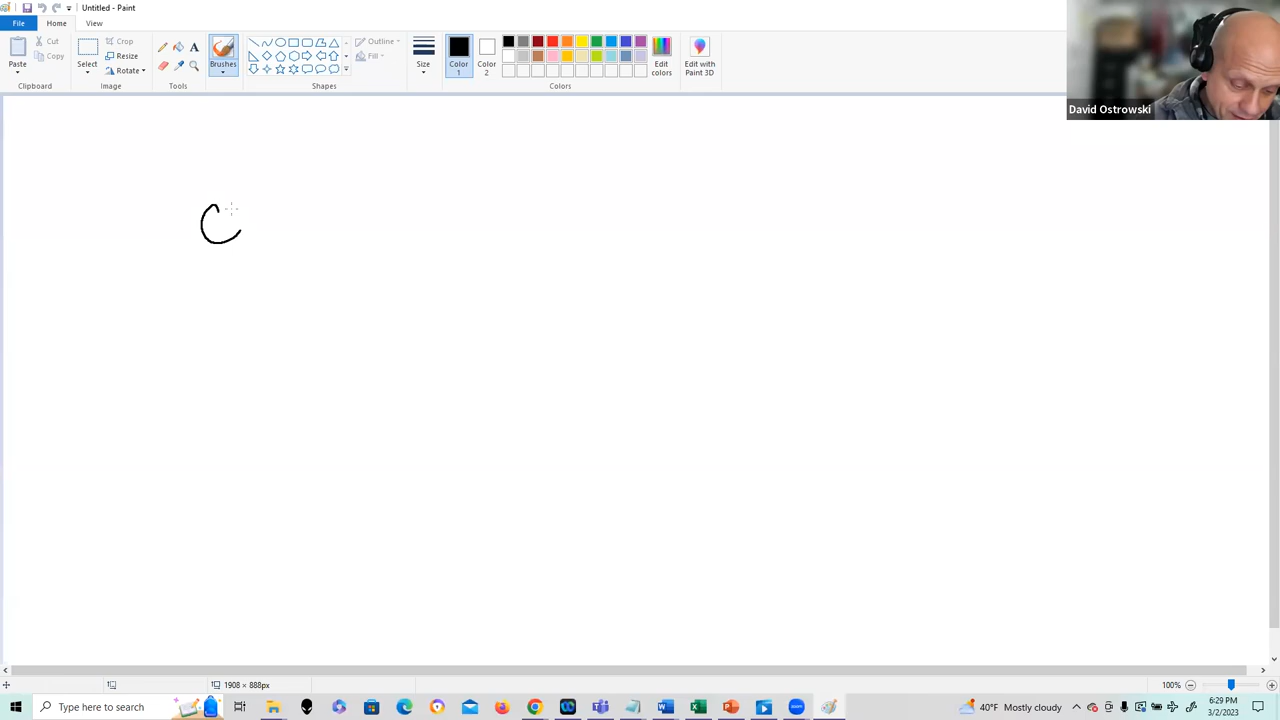 Untitled - Paint
File
Home
View
Paste
Cut
Copy
Clipboard
Select
Crop
Resize
Rotate
Image
A
Tools
Brushes
Shapes
Outline
Fill
Size
Color 1
Color 2
Colors
Edit colors
Edit with Paint 3D
David Ostrowski
C
1908 × 888px
100%
Type here to search
40°F Mostly cloudy
6:29 PM
3/2/2023